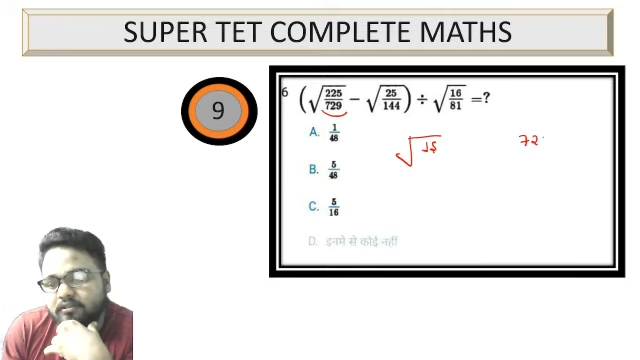 SUPER TET COMPLETE MATHS
9
6 (√(225/729) − √(25/144)) ÷ √(16/81) = ?
A. 1/48
B. 5/48
C. 5/16
D. इनमे से कोई नहीं
72